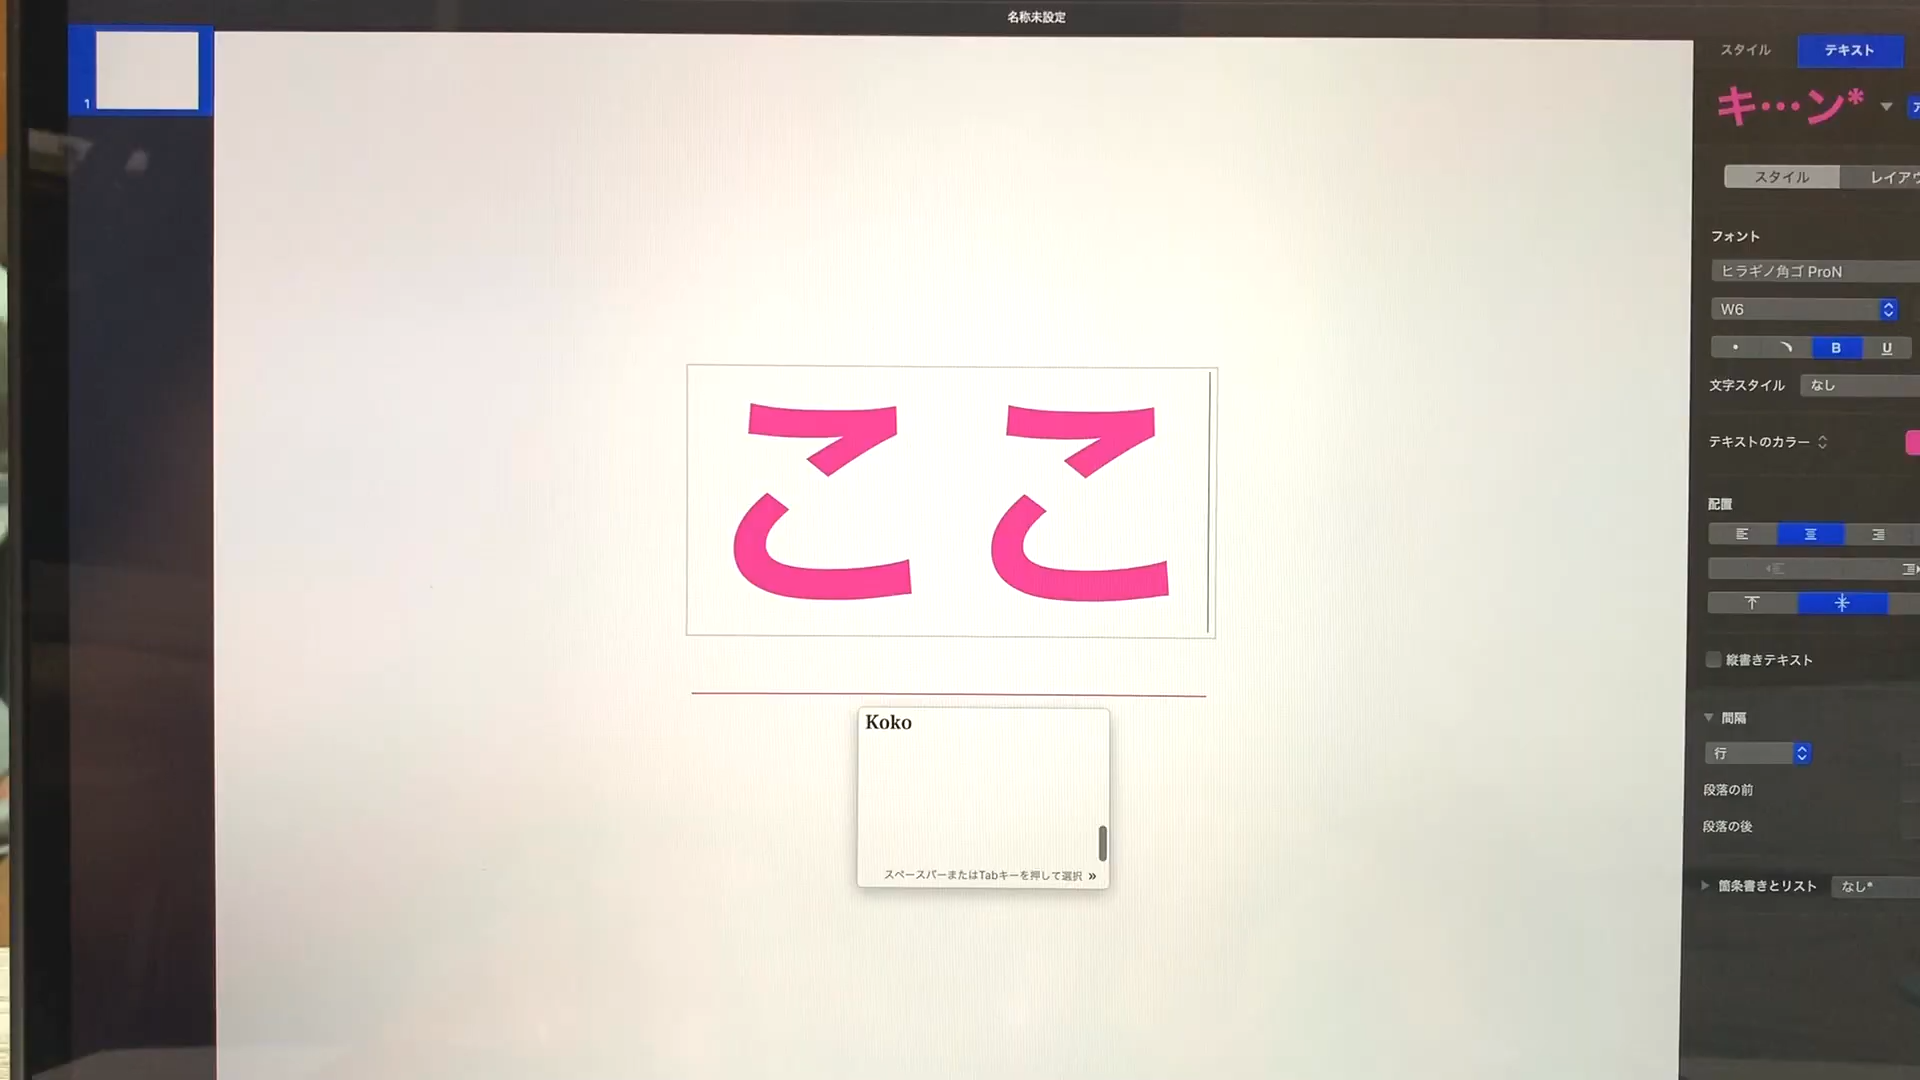 名称未設定
1
ここ
Koko
スペースバーまたはTabキーを押して選択 »
スタイル テキスト
キ…ン*
スタイル レイアウ
フォント
ヒラギノ角ゴ ProN
W6
B U
文字スタイル なし
テキストのカラー
配置
縦書きテキスト
間隔
行
段落の前
段落の後
箇条書きとリスト なし*